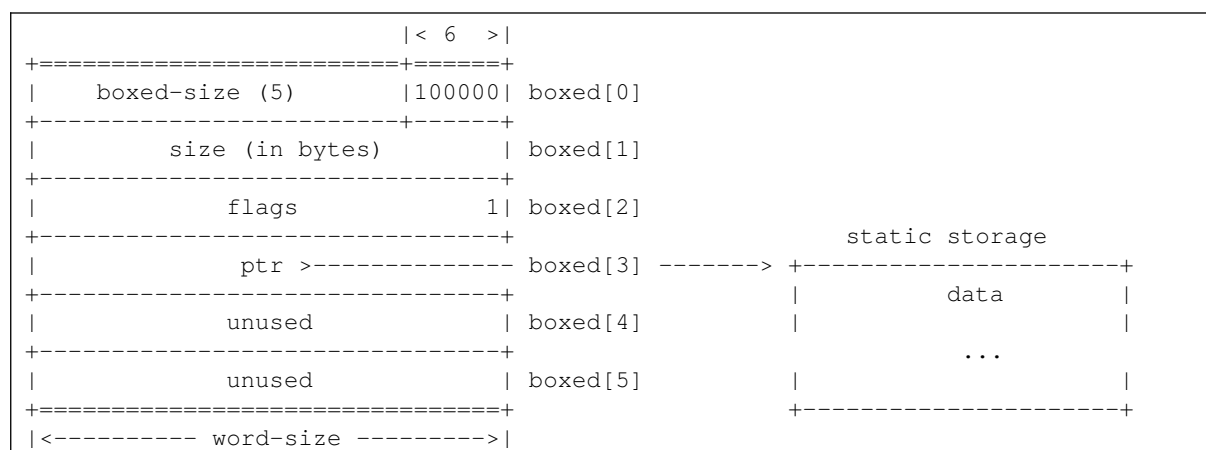 |< 6  >|
+=========================+======+
|    boxed-size (5)       |100000| boxed[0]
+-------------------------+------+
|         size (in bytes)        | boxed[1]
+--------------------------------+
|             flags             1| boxed[2]
+--------------------------------+                       static storage
|              ptr >-------------- boxed[3] -------> +----------------------+
+--------------------------------+                   |          data        |
|             unused             | boxed[4]          |                      |
+--------------------------------+                               ...
|             unused             | boxed[5]          |                      |
+================================+                   +----------------------+
|<---------- word-size --------->|